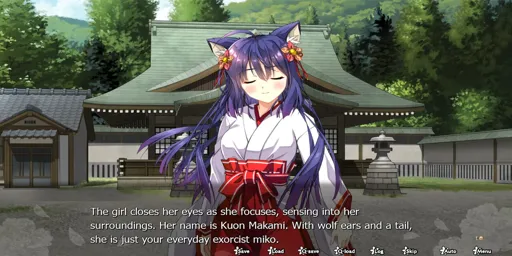 The girl closes her eyes as she focuses, sensing into her
surroundings. Her name is Kuon Makami. With wolf ears and a tail,
she is just your everyday exorcist miko.
Save Load Q-save Q-load Log Skip Auto Menu